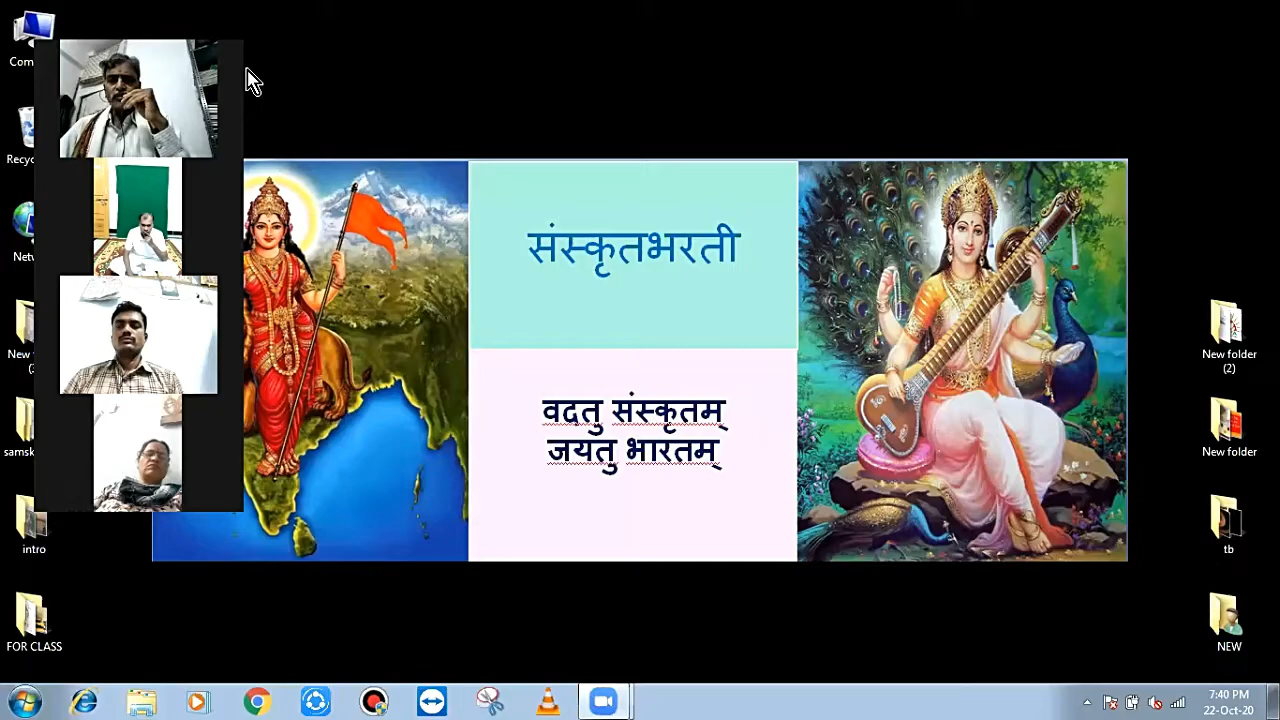 Com
Recyc
Netw
New
(2
samsk
intro
FOR CLASS
संस्कृतभरती
वदतु संस्कृतम्
जयतु भारतम्
New folder
(2)
New folder
tb
NEW
7:40 PM
22-Oct-20